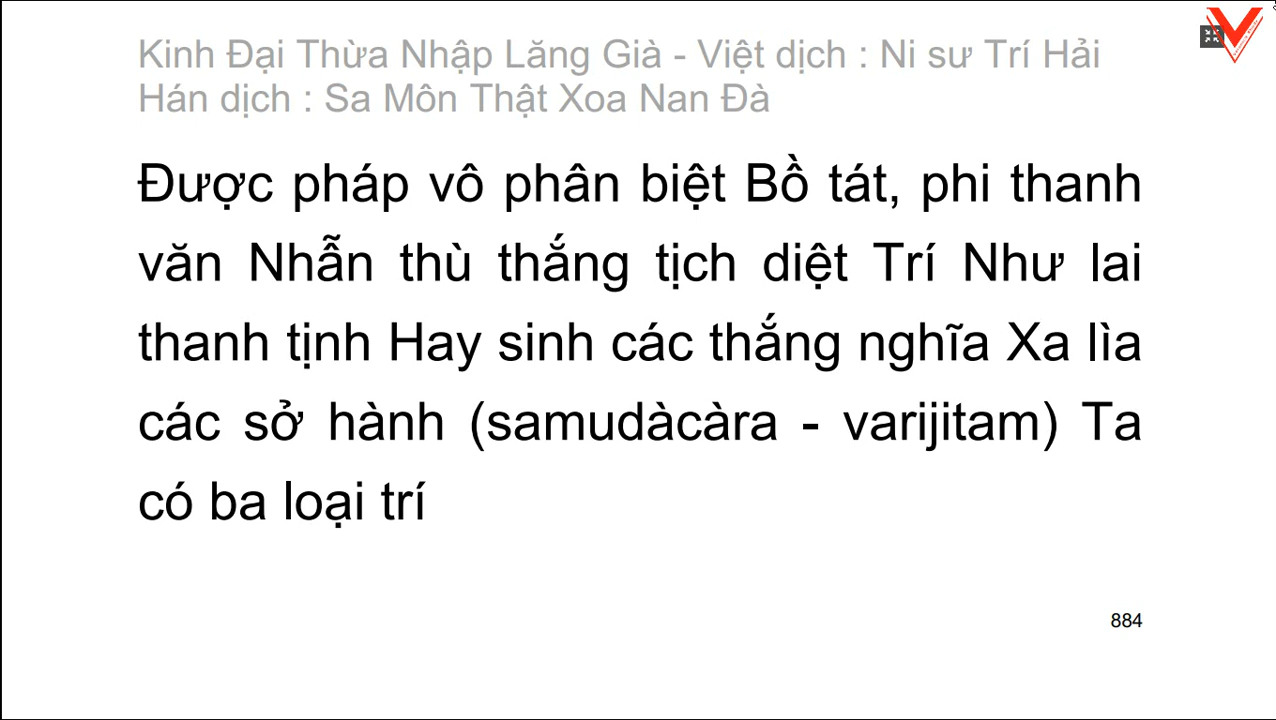 Kinh Đại Thừa Nhập Lăng Già - Việt dịch : Ni sư Trí Hải
Hán dịch : Sa Môn Thật Xoa Nan Đà
Được pháp vô phân biệt Bồ tát, phi thanh
văn Nhẫn thù thắng tịch diệt Trí Như lai
thanh tịnh Hay sinh các thắng nghĩa Xa lìa
các sở hành (samudàcàra - varijitam) Ta
có ba loại trí
884